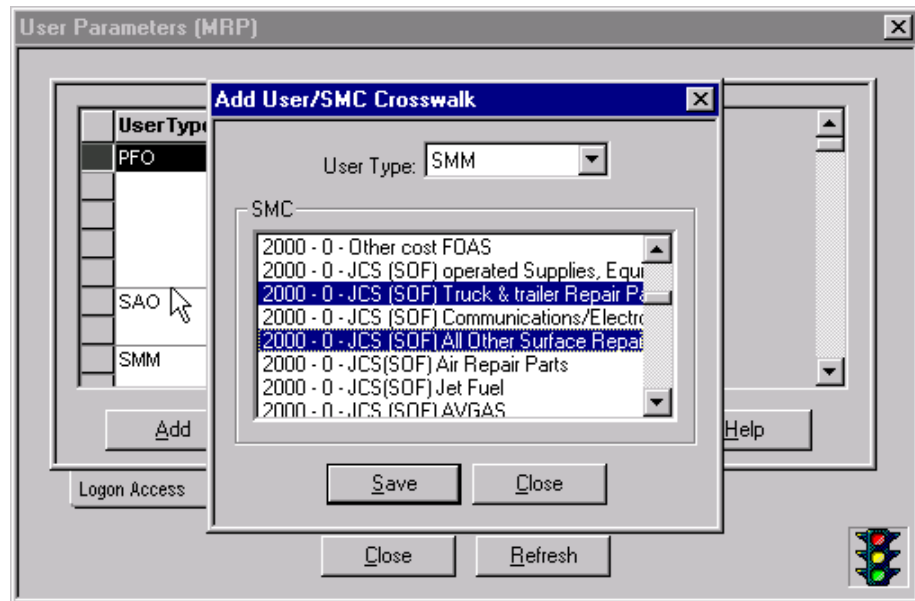 User Parameters (MRP)
Add User/SMC Crosswalk
UserType
PFO
User Type: SMM
SMC
2000 - 0 - Other cost FOAS
2000 - 0 - JCS (SOF) operated Supplies, Equi
2000 - 0 - JCS (SOF) Truck & trailer Repair Pa
2000 - 0 - JCS (SOF) Communications/Electro
2000 - 0 - JCS (SOF) All Other Surface Repai
2000 - 0 - JCS(SOF) Air Repair Parts
2000 - 0 - JCS(SOF) Jet Fuel
2000 - 0 - JCS (SOF) AVGAS
SAO
SMM
Add
Help
Save
Close
Logon Access
Close
Refresh